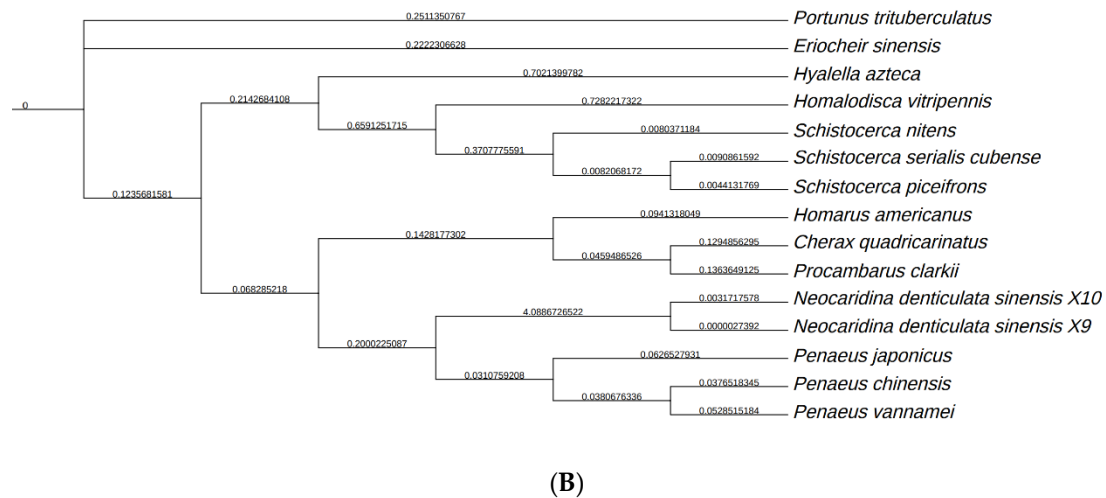 0.2511350767 Portunus trituberculatus
0.2222306628 Eriocheir sinensis
0.7021399782 Hyalella azteca
0.2142684108
0 0.7282217322 Homalodisca vitripennis
0.6591251715
0.0080371184 Schistocerca nitens
0.3707775591
0.0090861592 Schistocerca serialis cubense
0.0082068172
0.0044131769 Schistocerca piceifrons
0.1235681581
0.0941318049 Homarus americanus
0.1428177302
0.1294856295 Cherax quadricarinatus
0.0459486526
0.1363649125 Procambarus clarkii
0.068285218
0.0031717578 Neocaridina denticulata sinensis X10
4.0886726522
0.0000027392 Neocaridina denticulata sinensis X9
0.2000225087
0.0626527931 Penaeus japonicus
0.0310759208
0.0376518345 Penaeus chinensis
0.0380676336
0.0528515184 Penaeus vannamei
(B)